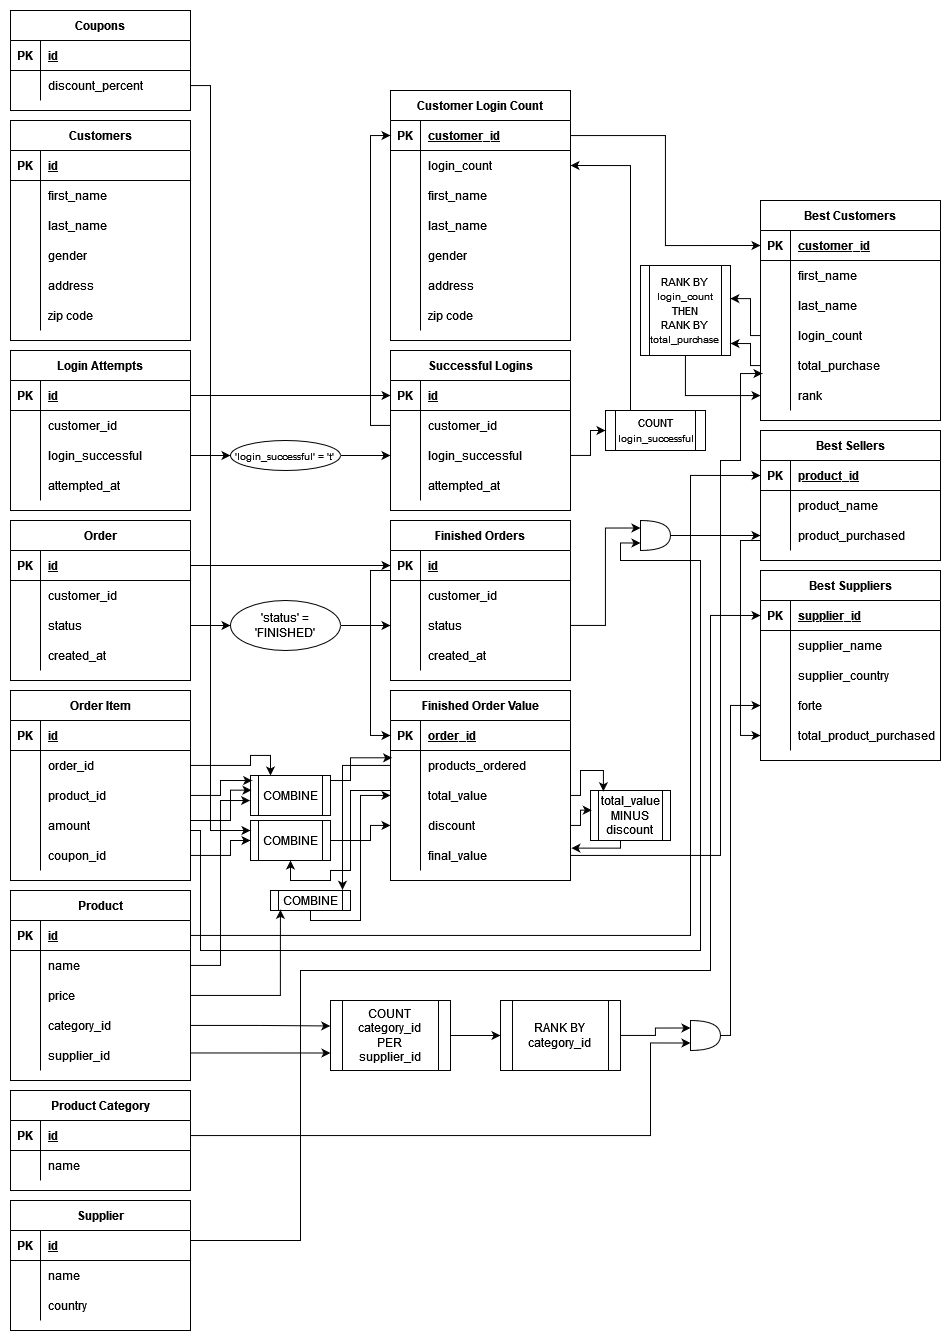 Coupons
PK id
discount_percent
Customers
PK id
first_name
last_name
gender
address
zip code
Login Attempts
PK id
customer_id
login_successful
attempted_at
Order
PK id
customer_id
status
created_at
Order Item
PK id
order_id
product_id
amount
coupon_id
Product
PK id
name
price
category_id
supplier_id
Product Category
PK id
name
Supplier
PK id
name
country
'login_successful' = 't'
'status' =
'FINISHED'
COMBINE
COMBINE
COMBINE
Customer Login Count
PK customer_id
login_count
first_name
last_name
gender
address
zip code
Successful Logins
PK id
customer_id
login_successful
attempted_at
Finished Orders
PK id
customer_id
status
created_at
Finished Order Value
PK order_id
products_ordered
total_value
discount
final_value
COUNT
category_id
PER
supplier_id
RANK BY
category_id
RANK BY
login_count
THEN
RANK BY
total_purchase
COUNT
login_successful
total_value
MINUS
discount
Best Customers
PK customer_id
first_name
last_name
login_count
total_purchase
rank
Best Sellers
PK product_id
product_name
product_purchased
Best Suppliers
PK supplier_id
supplier_name
supplier_country
forte
total_product_purchased